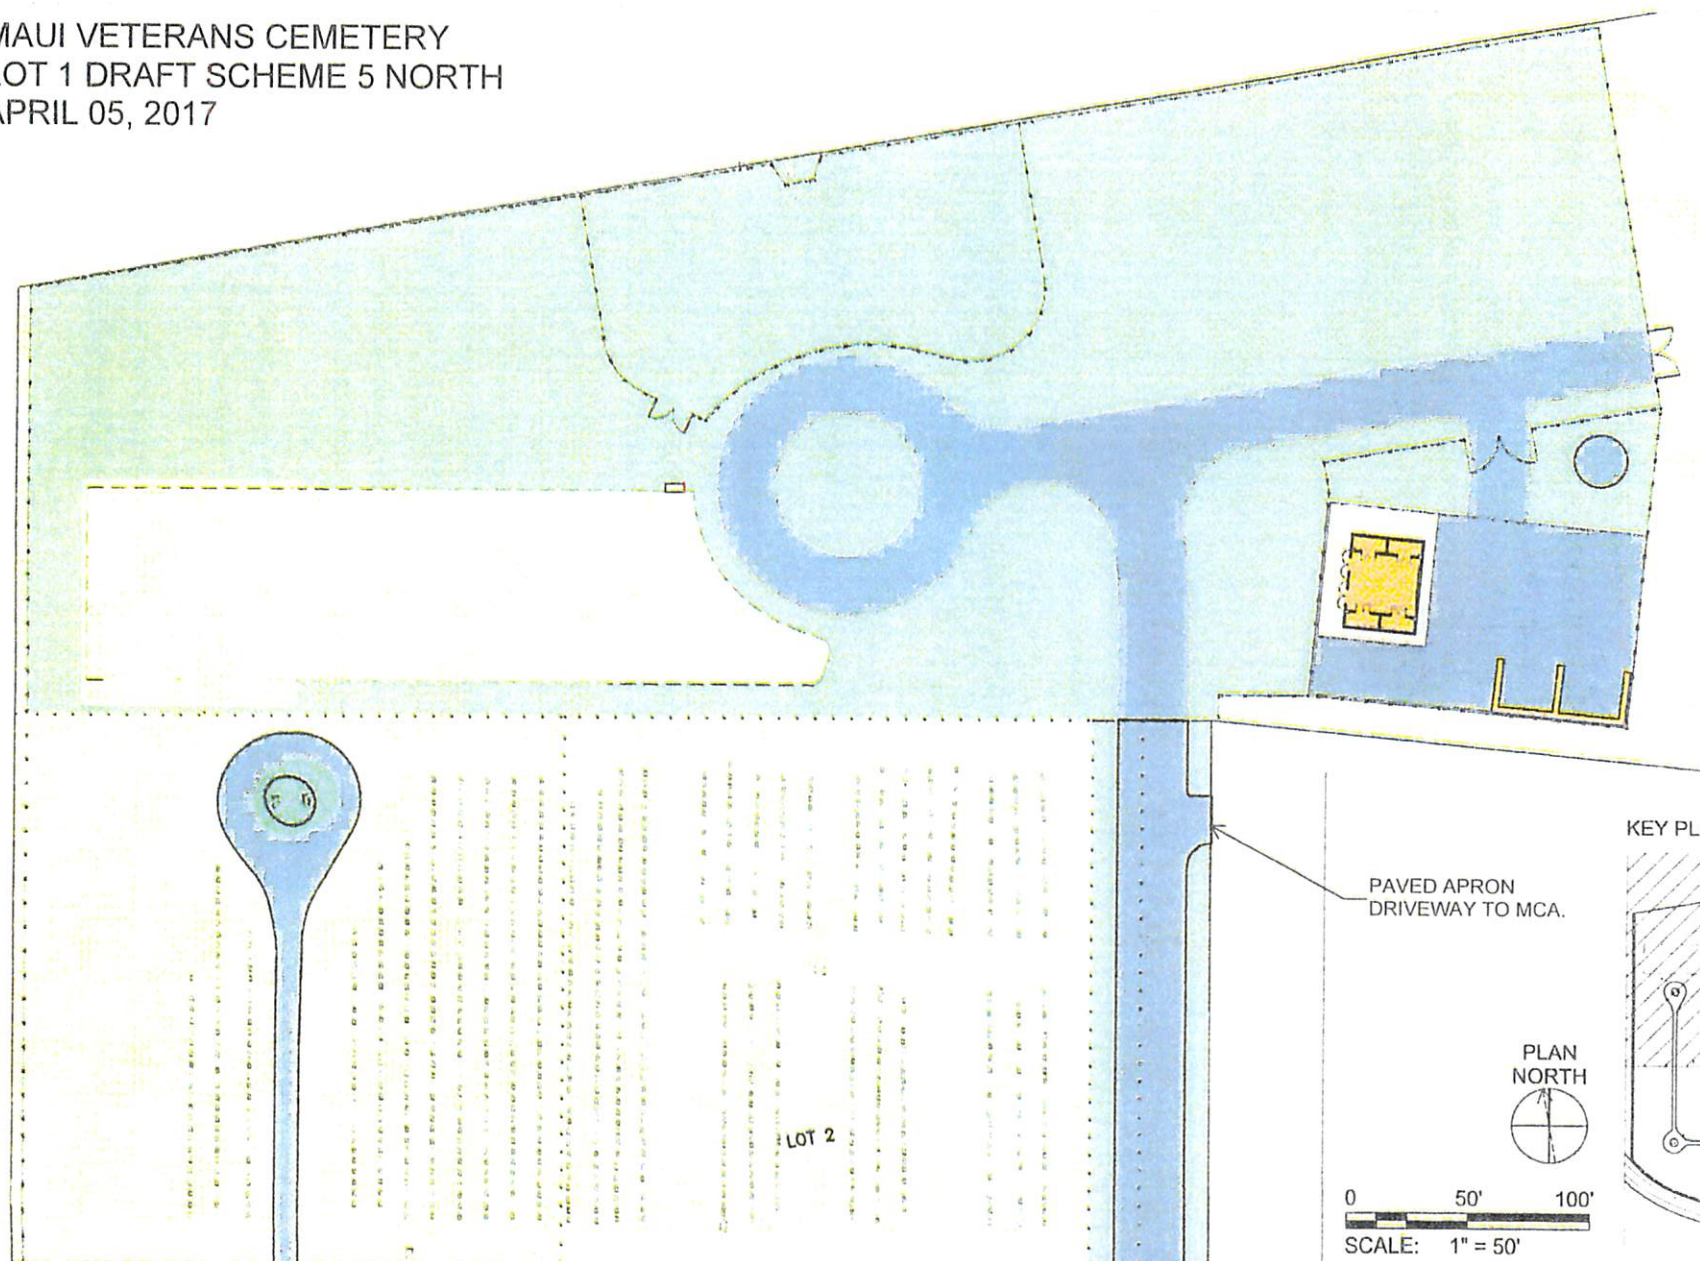 MAUI VETERANS CEMETERY
LOT 1 DRAFT SCHEME 5 NORTH
APRIL 05, 2017
KEY PL
PAVED APRON
DRIVEWAY TO MCA.
PLAN
NORTH
LOT 2
0 50' 100'
SCALE: 1" = 50'